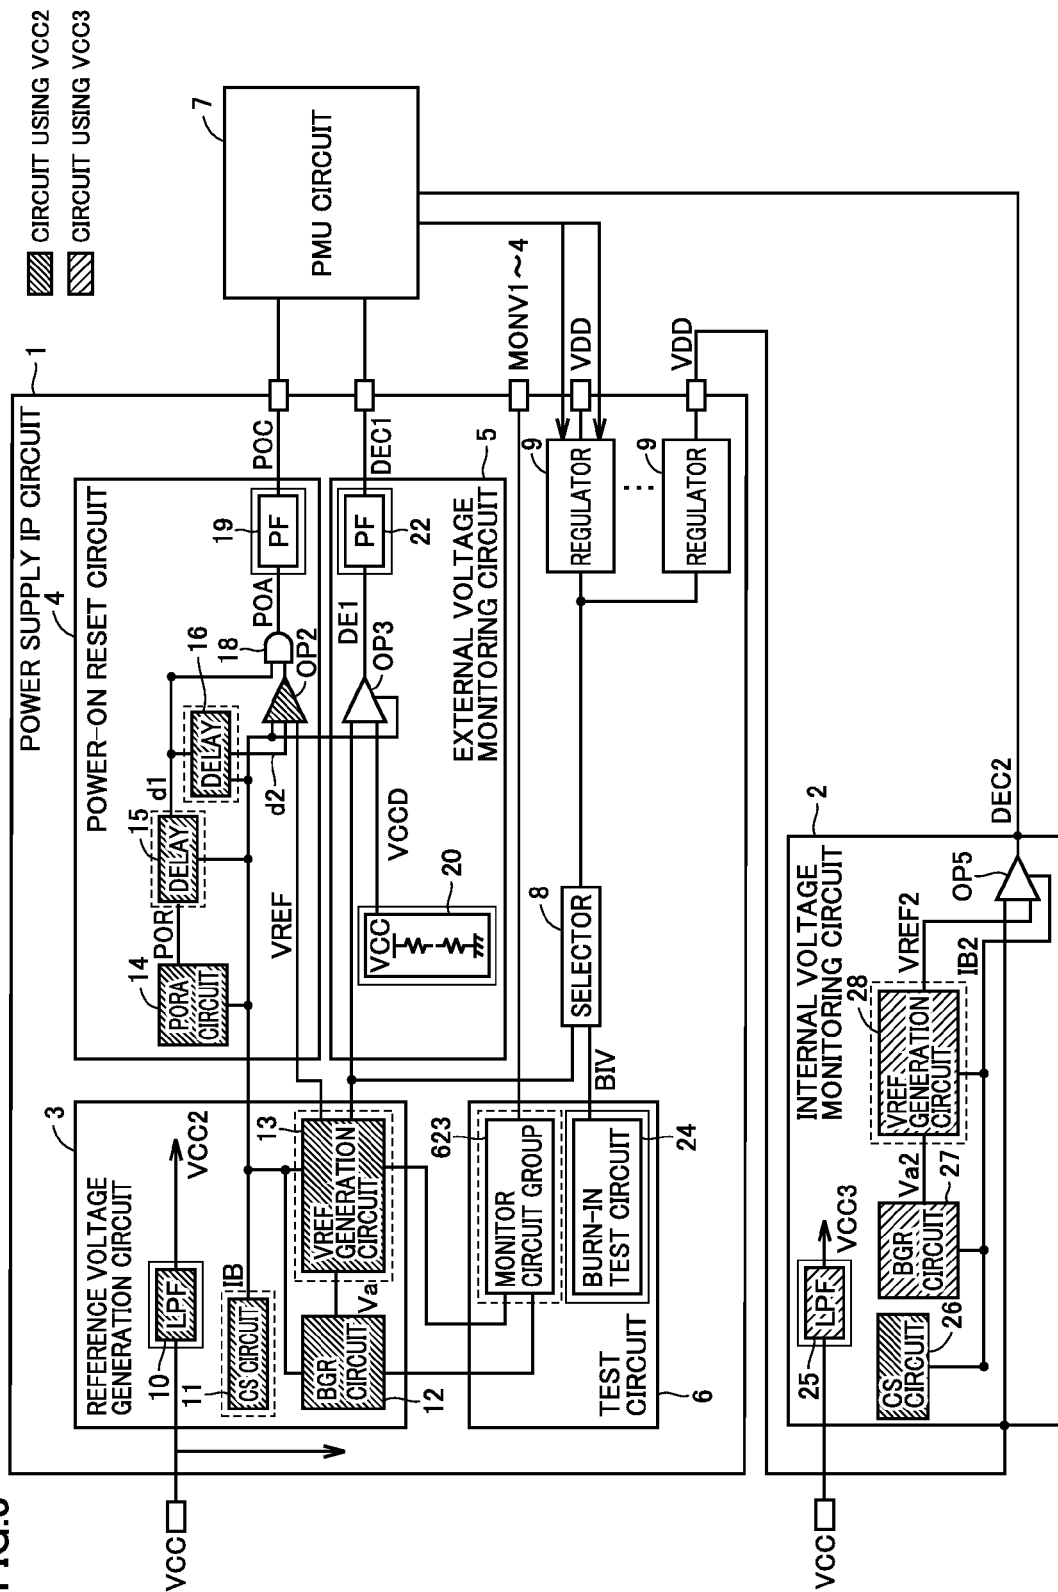 CIRCUIT USING VCC2
CIRCUIT USING VCC3
POWER SUPPLY IP CIRCUIT
1
PMU CIRCUIT
7
VCC
REFERENCE VOLTAGE
GENERATION CIRCUIT
3
LPF
10
VCC2
CS CIRCUIT
11
IB
BGR
CIRCUIT
12
Va
VREF
GENERATION
CIRCUIT
13
POWER-ON RESET CIRCUIT
4
PORA
CIRCUIT
14
POR
DELAY
15
d1
DELAY
16
d2
VREF
18
OP2
POA
PF
19
POC
EXTERNAL VOLTAGE
MONITORING CIRCUIT
5
VCC
20
VCCD
OP3
DE1
PF
22
DEC1
TEST
CIRCUIT
6
MONITOR
CIRCUIT GROUP
623
BURN-IN
TEST CIRCUIT
24
BIV
SELECTOR
8
REGULATOR
9
REGULATOR
9
MONV1~4
VDD
VDD
VCC
INTERNAL VOLTAGE
MONITORING CIRCUIT
2
LPF
25
VCC3
CS
CIRCUIT
26
BGR
CIRCUIT
27
Va2
VREF
GENERATION
CIRCUIT
28
VREF2
IB2
OP5
DEC2